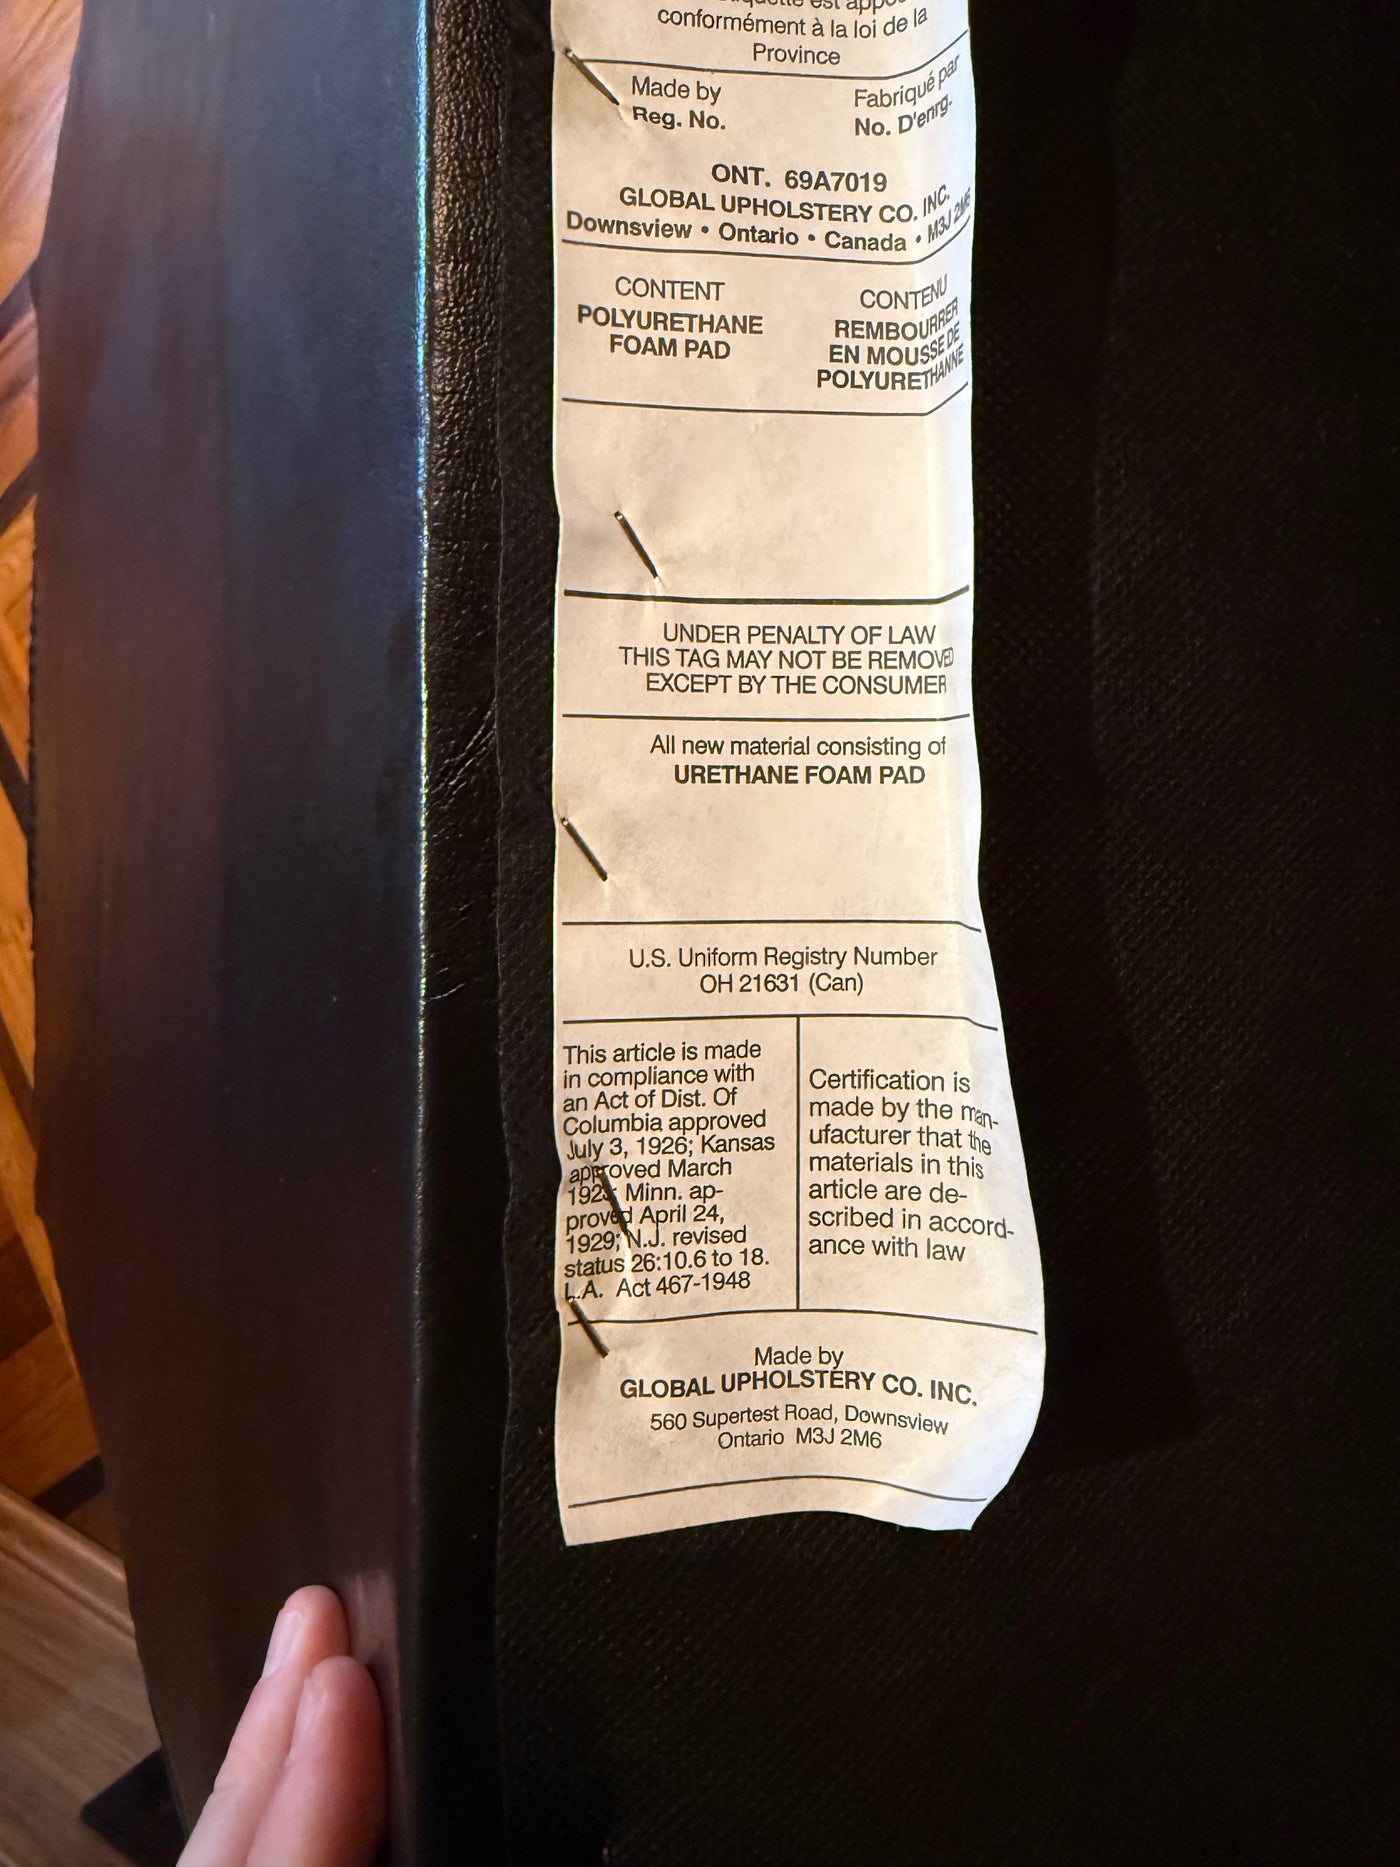 conformément à la loi de la
Province
Made by
Reg. No.
Fabriqué par
No. D'enrg.
ONT. 69A7019
GLOBAL UPHOLSTERY CO. INC.
Downsview • Ontario • Canada • M3J 2M6
CONTENT
POLYURETHANE
FOAM PAD
CONTENU
REMBOURRER
EN MOUSSE DE
POLYURETHANNE
UNDER PENALTY OF LAW
THIS TAG MAY NOT BE REMOVED
EXCEPT BY THE CONSUMER
All new material consisting of
URETHANE FOAM PAD
U.S. Uniform Registry Number
OH 21631 (Can)
This article is made
in compliance with
an Act of Dist. Of
Columbia approved
July 3, 1926; Kansas
approved March
Minn. ap-
proved April 24,
1929; N.J. revised
status 26:10.6 to 18.
L.A. Act 467-1948
Certification is
made by the man-
ufacturer that the
materials in this
article are de-
scribed in accord-
ance with law
Made by
GLOBAL UPHOLSTERY CO. INC.
560 Supertest Road, Downsview
Ontario M3J 2M6